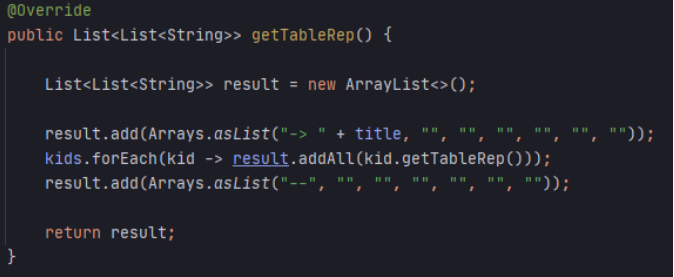 @Override
public List<List<String>> getTableRep() {
List<List<String>> result = new ArrayList<>();
result.add(Arrays.asList("-> " + title, "", "", "", "", "", ""));
kids.forEach(kid -> result.addAll(kid.getTableRep()));
result.add(Arrays.asList("--", "", "", "", "", "", ""));
return result;
}